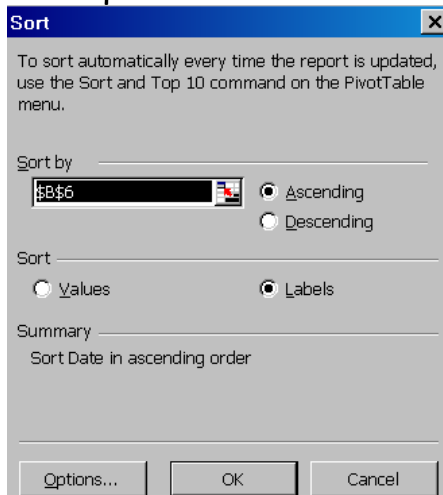 Sort
To sort automatically every time the report is updated,
use the Sort and Top 10 command on the PivotTable
menu.
Sort by
$B$6
Ascending
Descending
Sort
Values
Labels
Summary
Sort Date in ascending order
Options...
OK
Cancel